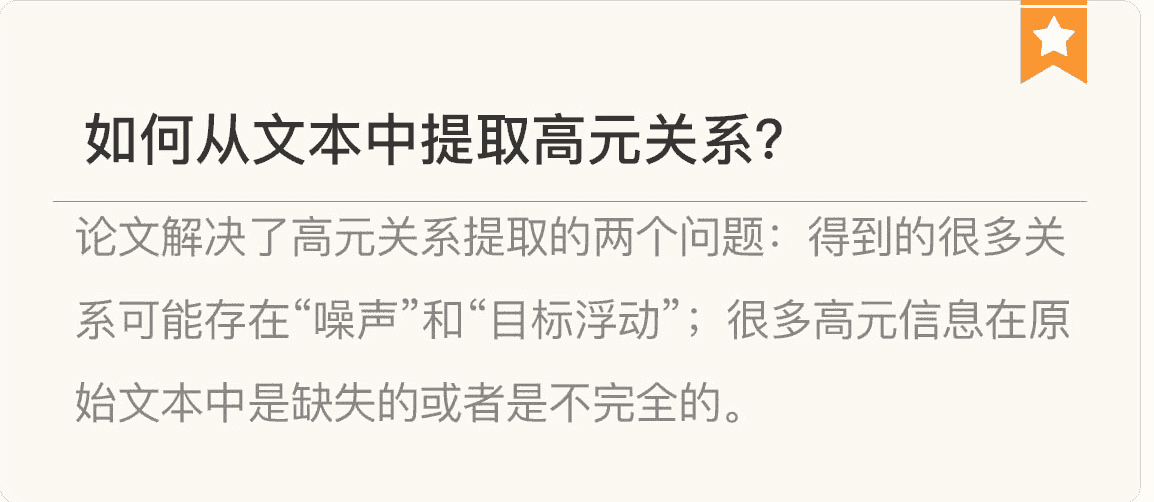 如何从文本中提取高元关系?
论文解决了高元关系提取的两个问题：得到的很多关
系可能存在“噪声”和“目标浮动”；很多高元信息在原
始文本中是缺失的或者是不完全的。